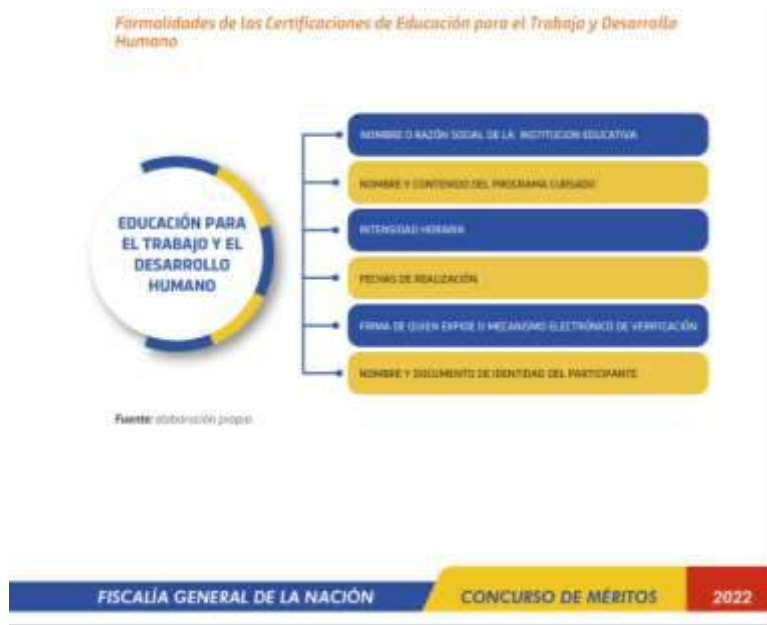 Formalidades de las Certificaciones de Educación para el Trabajo y Desarrollo
Humano
EDUCACIÓN PARA
EL TRABAJO Y EL
DESARROLLO
HUMANO
NOMBRE O RAZÓN SOCIAL DE LA INSTITUCION EDUCATIVA
NOMBRE Y CONTENIDO DEL PROGRAMA CURSADO
INTENSIDAD HORARIA
FECHAS DE REALIZACIÓN
FIRMA DE QUIEN EXPIDE O MECANISMO ELECTRÓNICO DE VERIFICACIÓN
NOMBRE Y DOCUMENTO DE IDENTIDAD DEL PARTICIPANTE
Fuente: elaboración propia
FISCALÍA GENERAL DE LA NACIÓN
CONCURSO DE MÉRITOS
2022